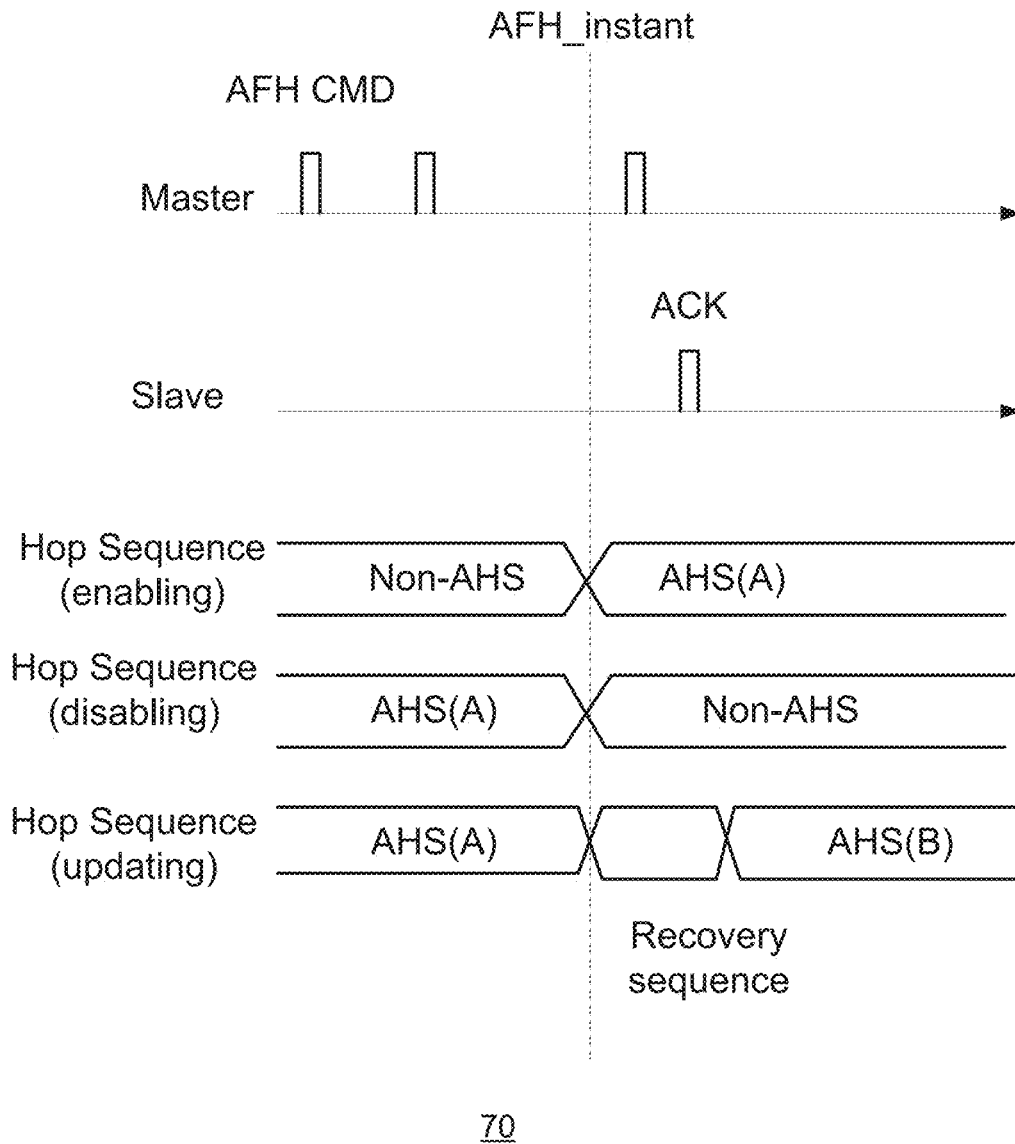 AFH_instant
AFH CMD
Master
ACK
Slave
Hop Sequence
(enabling)
Non-AHS
AHS(A)
Hop Sequence
(disabling)
AHS(A)
Non-AHS
Hop Sequence
(updating)
AHS(A)
AHS(B)
Recovery
sequence
70